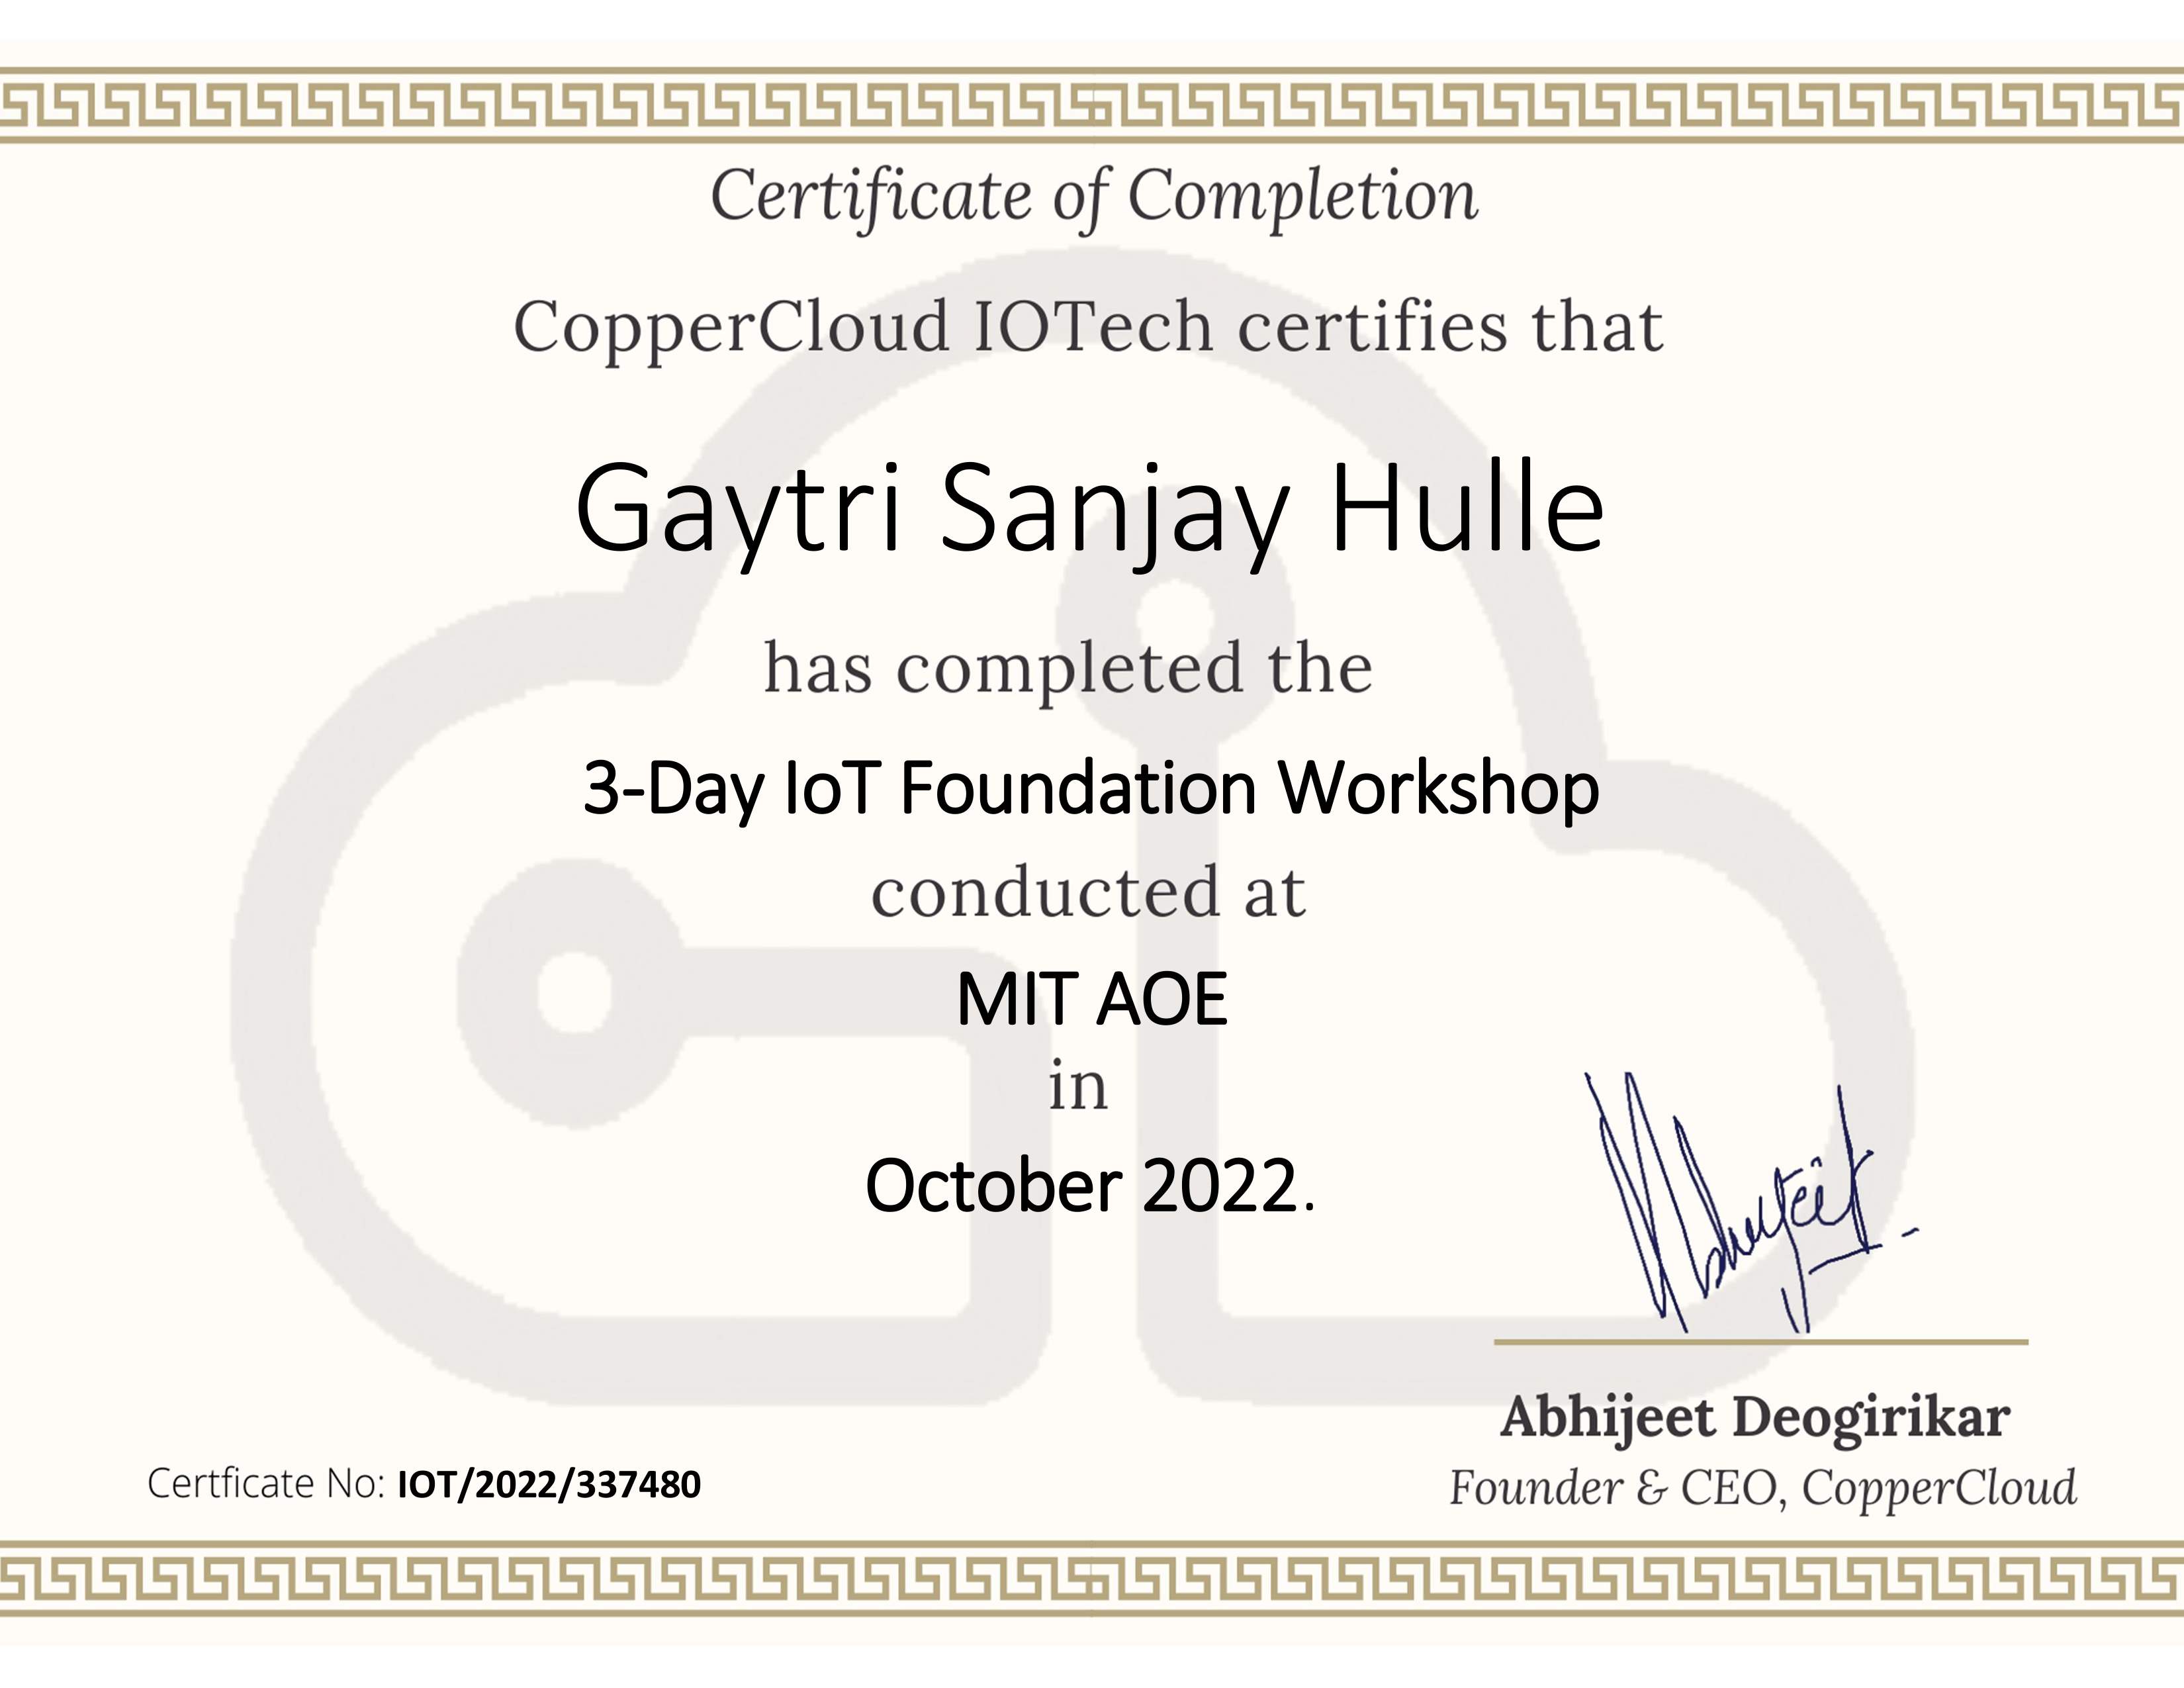 Certificate of Completion
CopperCloud IOTech certifies that
Gaytri Sanjay Hulle
has completed the
3-Day IoT Foundation Workshop
conducted at
MIT AOE
in
October 2022.
Abhijeet Deogirikar
Founder & CEO, CopperCloud
Certficate No: IOT/2022/337480